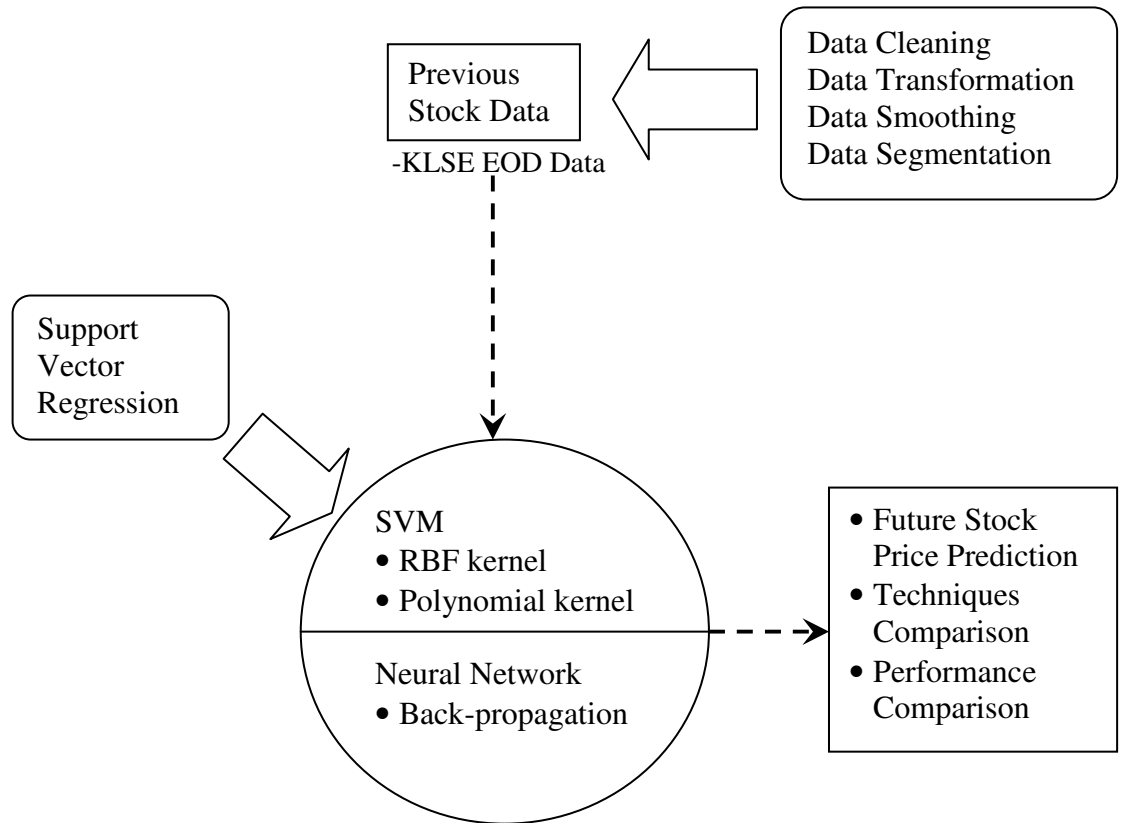 Previous
Stock Data
-KLSE EOD Data
Data Cleaning
Data Transformation
Data Smoothing
Data Segmentation
Support
Vector
Regression
SVM
• RBF kernel
• Polynomial kernel
Neural Network
• Back-propagation
• Future Stock
Price Prediction
• Techniques
Comparison
• Performance
Comparison